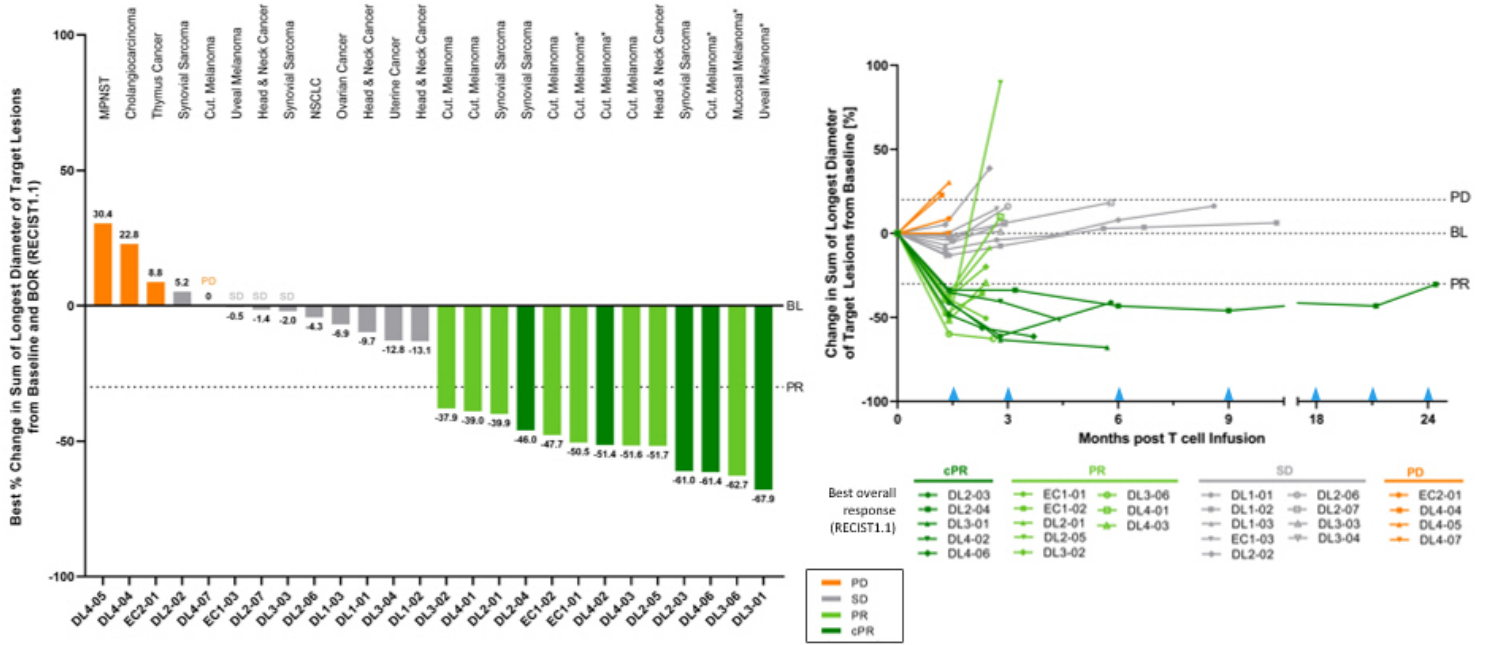 Best % Change in Sum of Longest Diameter of Target Lesions
from Baseline and BOR (RECIST1.1)
100
50
0
-50
-100
MPNST
Cholangiocarcinoma
Thymus Cancer
Synovial Sarcoma
Cut. Melanoma
Uveal Melanoma
Head & Neck Cancer
Synovial Sarcoma
NSCLC
Ovarian Cancer
Head & Neck Cancer
Uterine Cancer
Head & Neck Cancer
Cut. Melanoma
Cut. Melanoma
Synovial Sarcoma
Synovial Sarcoma
Cut. Melanoma
Cut. Melanoma*
Cut. Melanoma*
Cut. Melanoma
Head & Neck Cancer
Synovial Sarcoma
Cut. Melanoma*
Mucosal Melanoma*
Uveal Melanoma*
30.4
22.8
8.8
5.2
PD
0
SD
-0.5
SD
-1.4
SD
-2.0
-4.3
-6.9
-9.7
-12.8
-13.1
-37.9
-39.0
-39.9
-46.0
-47.7
-50.5
-51.4
-51.6
-51.7
-61.0
-61.4
-62.7
-67.9
BL
PR
DL4-05
DL4-04
EC2-01
DL2-02
DL4-07
EC1-03
DL2-07
DL3-03
DL2-06
DL1-03
DL1-01
DL3-04
DL1-02
DL3-02
DL4-01
DL2-01
DL2-04
EC1-02
EC1-01
DL4-02
DL4-03
DL2-05
DL2-03
DL4-06
DL3-06
DL3-01
PD
SD
PR
cPR
Change in Sum of Longest Diameter
of Target Lesions from Baseline [%]
100
50
0
-50
-100
PD
BL
PR
0
3
6
9
18
24
Months post T cell Infusion
Best overall
response
(RECIST1.1)
cPR
DL2-03
DL2-04
DL3-01
DL4-02
DL4-06
PR
EC1-01
EC1-02
DL2-01
DL2-05
DL3-02
DL3-06
DL4-01
DL4-03
SD
DL1-01
DL1-02
DL1-03
EC1-03
DL2-02
DL2-06
DL2-07
DL3-03
DL3-04
PD
EC2-01
DL4-04
DL4-05
DL4-07